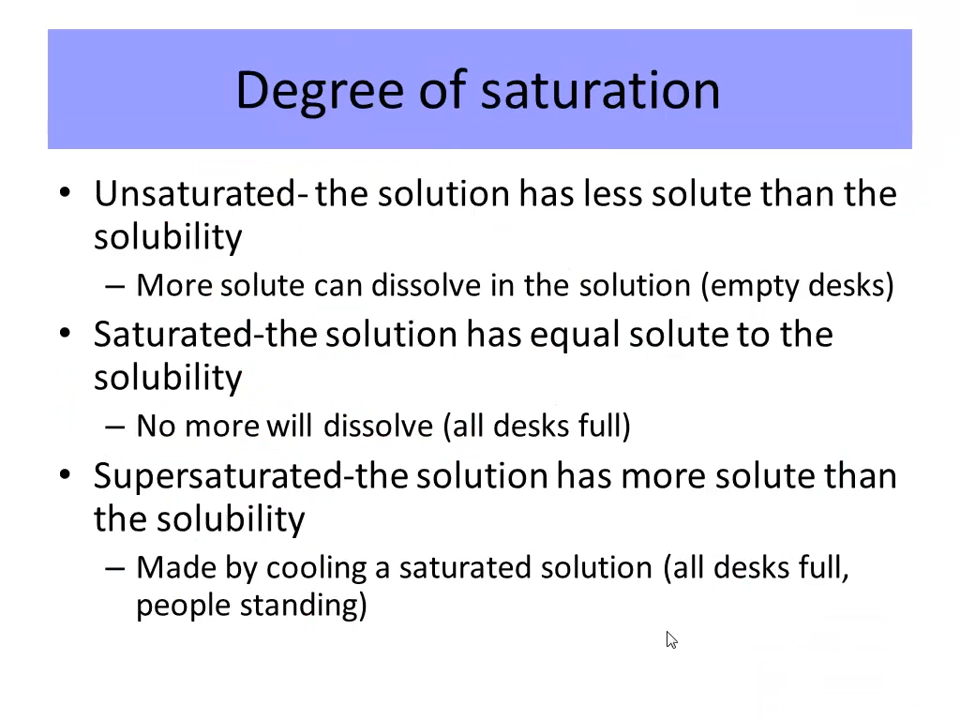 Degree of saturation
• Unsaturated- the solution has less solute than the
solubility
– More solute can dissolve in the solution (empty desks)
• Saturated-the solution has equal solute to the
solubility
– No more will dissolve (all desks full)
• Supersaturated-the solution has more solute than
the solubility
– Made by cooling a saturated solution (all desks full,
people standing)